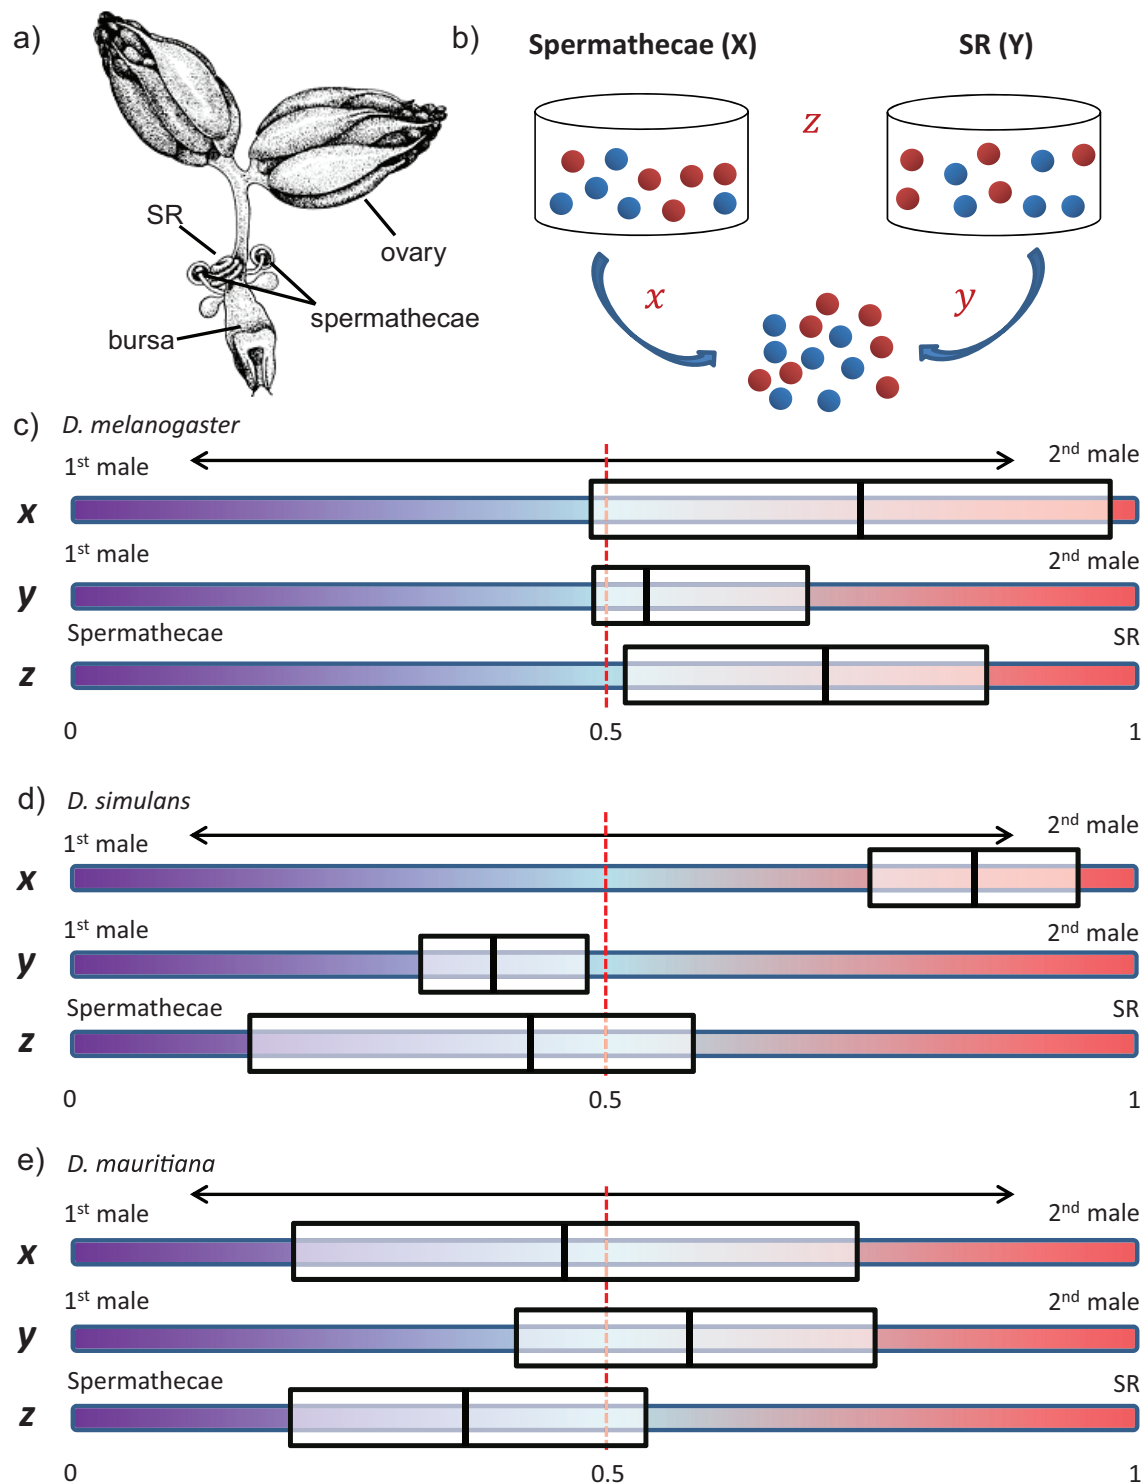 a)
SR
ovary
spermathecae
bursa
b)
Spermathecae (X)
SR (Y)
z
x
y
c) D. melanogaster
1st male
2nd male
x
1st male
2nd male
y
Spermathecae
SR
z
0
0.5
1
d) D. simulans
1st male
2nd male
x
1st male
2nd male
y
Spermathecae
SR
z
0
0.5
1
e) D. mauritiana
1st male
2nd male
x
1st male
2nd male
y
Spermathecae
SR
z
0
0.5
1